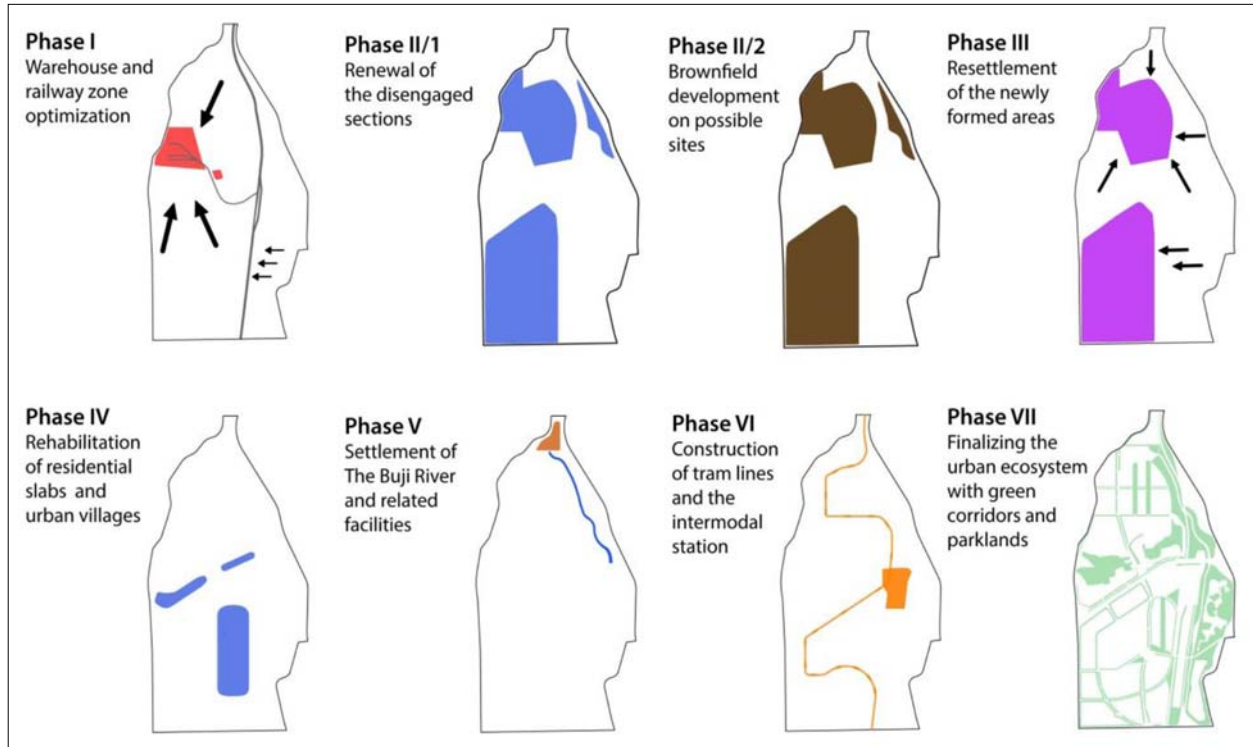 Phase I
Warehouse and
railway zone
optimization
Phase II/1
Renewal of
the disengaged
sections
Phase II/2
Brownfield
development
on possible
sites
Phase III
Resettlement
of the newly
formed areas
Phase IV
Rehabilitation
of residential
slabs and
urban villages
Phase V
Settlement of
The Buji River
and related
facilities
Phase VI
Construction
of tram lines
and the
intermodal
station
Phase VII
Finalizing the
urban ecosystem
with green
corridors and
parklands